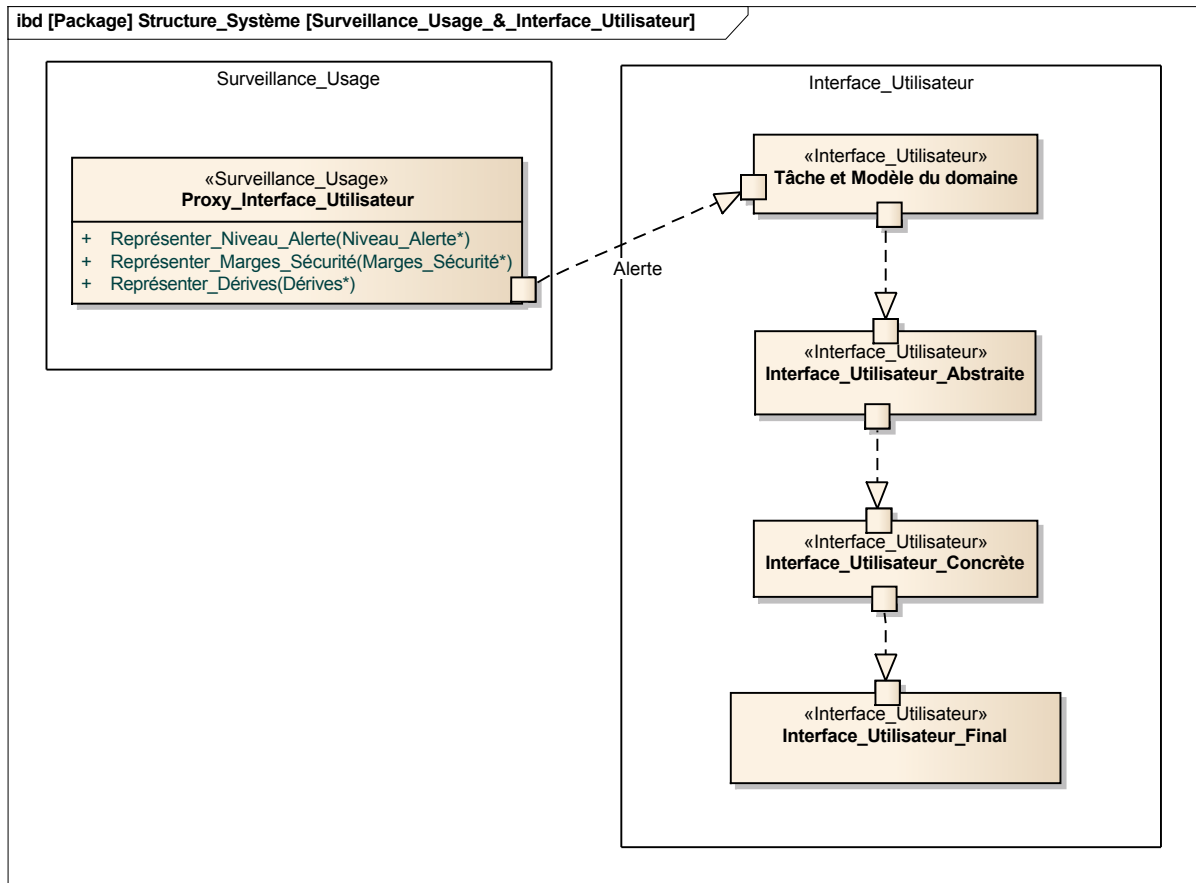 ibd [Package] Structure_Système [Surveillance_Usage_&_Interface_Utilisateur]
Surveillance_Usage
«Surveillance_Usage»
Proxy_Interface_Utilisateur
+ Représenter_Niveau_Alerte(Niveau_Alerte*)
+ Représenter_Marges_Sécurité(Marges_Sécurité*)
+ Représenter_Dérives(Dérives*)
Alerte
Interface_Utilisateur
«Interface_Utilisateur»
Tâche et Modèle du domaine
«Interface_Utilisateur»
Interface_Utilisateur_Abstraite
«Interface_Utilisateur»
Interface_Utilisateur_Concrète
«Interface_Utilisateur»
Interface_Utilisateur_Final